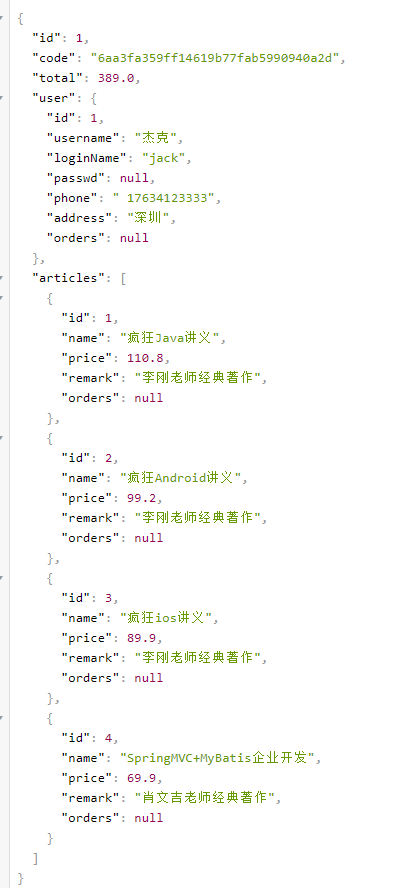 {
"id": 1,
"code": "6aa3fa359ff14619b77fab5990940a2d",
"total": 389.0,
"user": {
"id": 1,
"username": "杰克",
"loginName": "jack",
"passwd": null,
"phone": " 17634123333",
"address": "深圳",
"orders": null
},
"articles": [
{
"id": 1,
"name": "疯狂Java讲义",
"price": 110.8,
"remark": "李刚老师经典著作",
"orders": null
},
{
"id": 2,
"name": "疯狂Android讲义",
"price": 99.2,
"remark": "李刚老师经典著作",
"orders": null
},
{
"id": 3,
"name": "疯狂ios讲义",
"price": 89.9,
"remark": "李刚老师经典著作",
"orders": null
},
{
"id": 4,
"name": "SpringMVC+MyBatis企业开发",
"price": 69.9,
"remark": "肖文吉老师经典著作",
"orders": null
}
]
}